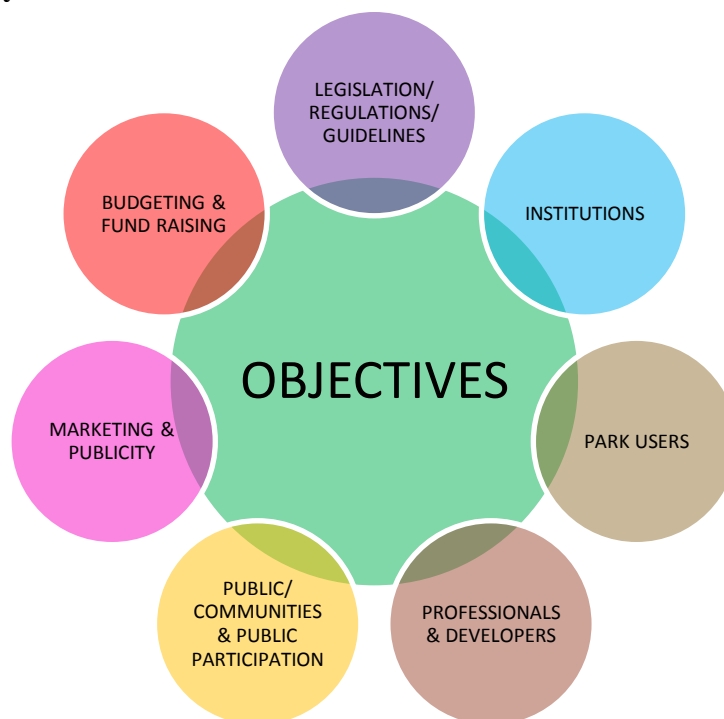 LEGISLATION/
REGULATIONS/
GUIDELINES
INSTITUTIONS
PARK USERS
PROFESSIONALS
& DEVELOPERS
PUBLIC/
COMMUNITIES
& PUBLIC
PARTICIPATION
MARKETING &
PUBLICITY
BUDGETING &
FUND RAISING
OBJECTIVES